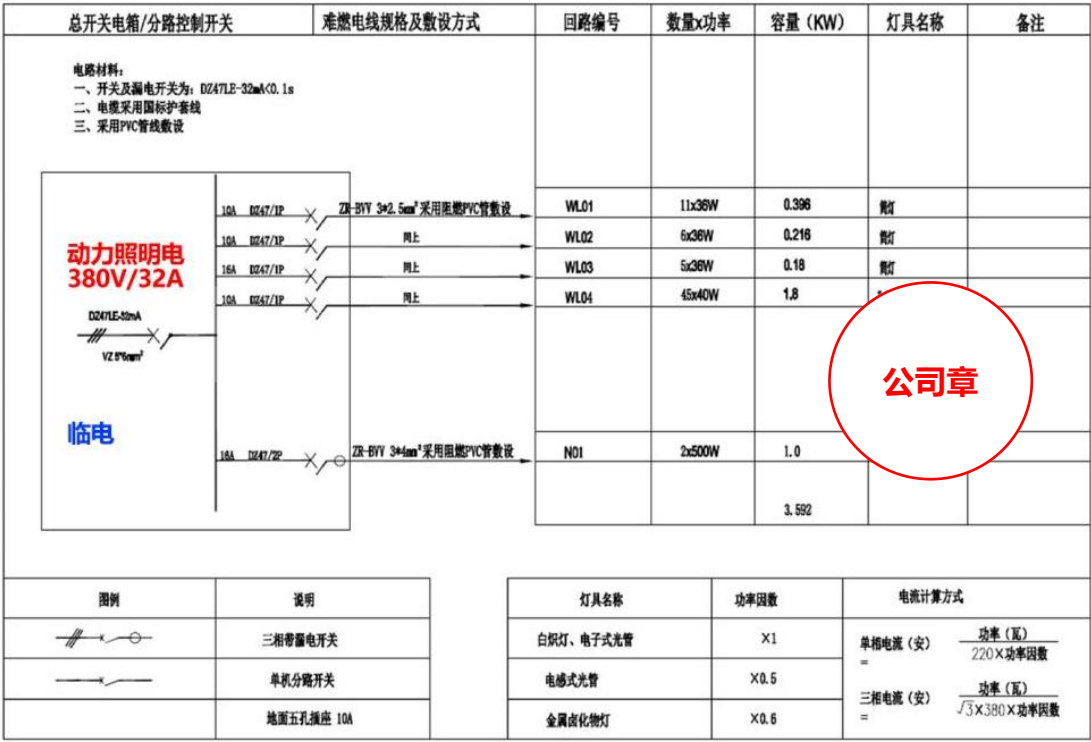 总开关电箱/分路控制开关 难燃电线规格及敷设方式 回路编号 数量x功率 容量（KW） 灯具名称 备注
电路材料:
一、开关及漏电开关为: DZ47LE-32mA<0.1s
二、电缆采用国标护套线
三、采用PVC管线敷设
10A DZ47/1P ZR-BVV 3*2.5mm²采用阻燃PVC管敷设 WL01 11x36W 0.396 筒灯
10A DZ47/1P 同上 WL02 6x36W 0.216 筒灯
16A DZ47/1P 同上 WL03 5x36W 0.18 筒灯
10A DZ47/1P 同上 WL04 45x40W 1.8
动力照明电
380V/32A
DZ47LE-32mA
VZ 5*6mm²
公司章
临电
16A DZ47/2P ZR-BVV 3*4mm²采用阻燃PVC管敷设 N01 2x500W 1.0
3.592
图例 说明
三相带漏电开关
单机分路开关
地面五孔插座 10A
灯具名称 功率因数 电流计算方式
白炽灯、电子式光管 ×1
电感式光管 ×0.5
金属卤化物灯 ×0.6
单相电流（安）
=
功率（瓦）
220×功率因数
三相电流（安）
=
功率（瓦）
√3×380×功率因数